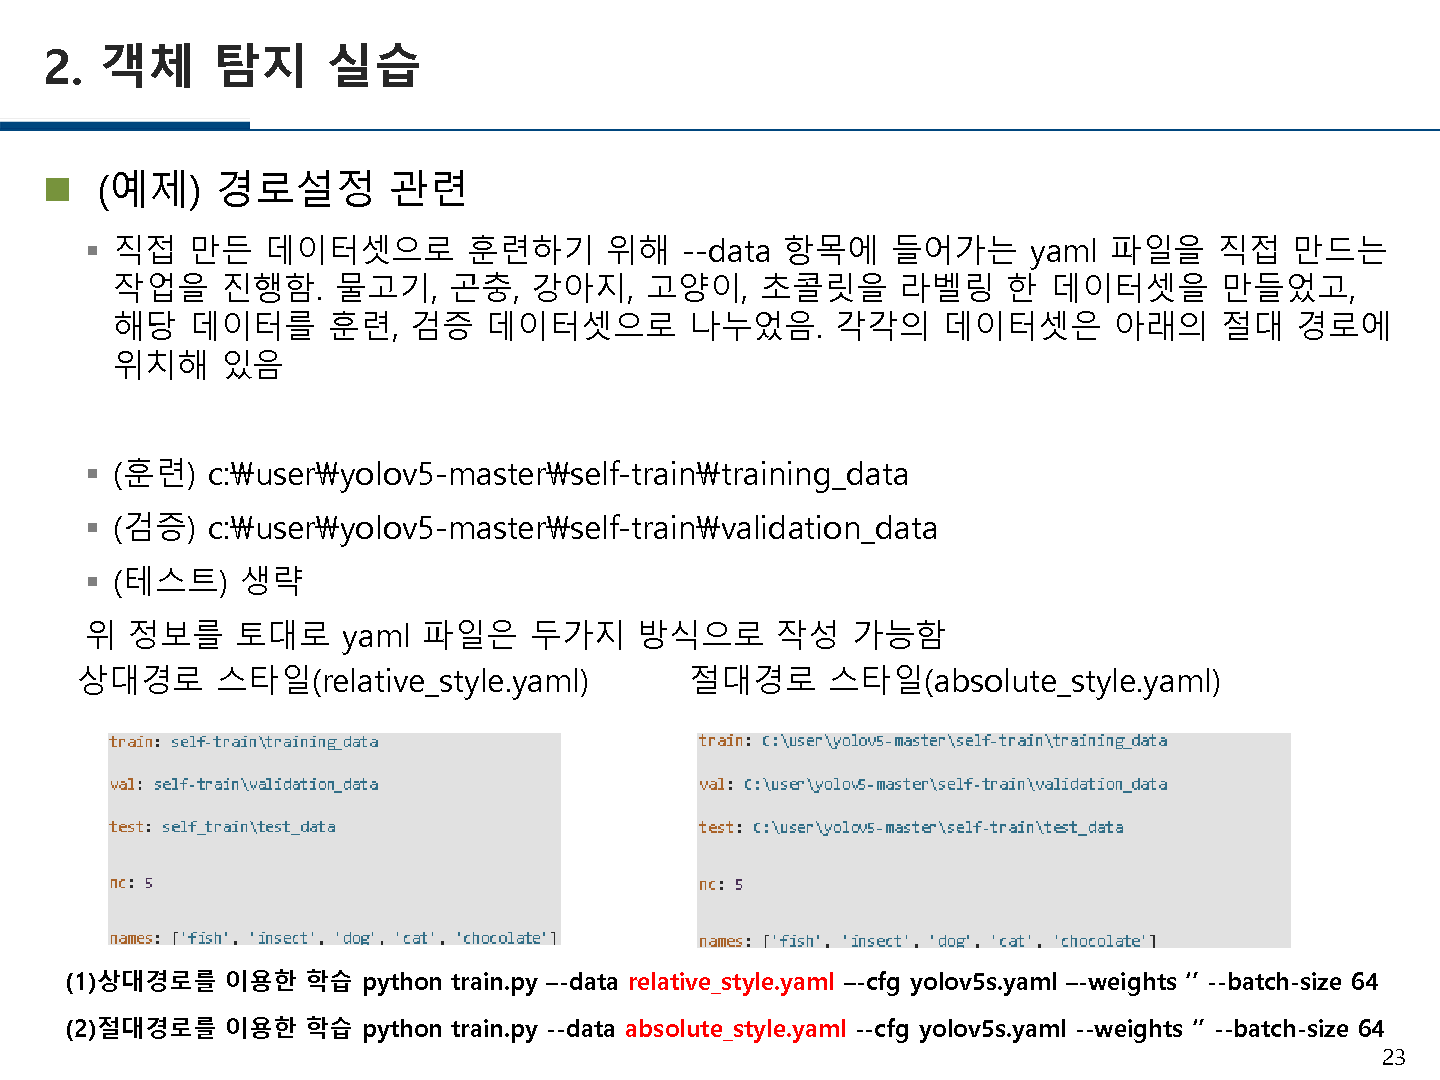 2. 객체 탐지 실습
(예제) 경로설정 관련
직접 만든 데이터셋으로 훈련하기 위해 --data 항목에 들어가는 yaml 파일을 직접 만드는
작업을 진행함. 물고기, 곤충, 강아지, 고양이, 초콜릿을 라벨링 한 데이터셋을 만들었고,
해당 데이터를 훈련, 검증 데이터셋으로 나누었음. 각각의 데이터셋은 아래의 절대 경로에
위치해 있음
(훈련) c:₩user₩yolov5-master₩self-train₩training_data
(검증) c:₩user₩yolov5-master₩self-train₩validation_data
(테스트) 생략
위 정보를 토대로 yaml 파일은 두가지 방식으로 작성 가능함
상대경로 스타일(relative_style.yaml)
train: self-train\training_data
val: self-train\validation_data
test: self_train\test_data
nc: 5
names: ['fish', 'insect', 'dog', 'cat', 'chocolate']
절대경로 스타일(absolute_style.yaml)
train: C:\user\yolov5-master\self-train\training_data
val: C:\user\yolov5-master\self-train\validation_data
test: C:\user\yolov5-master\self-train\test_data
nc: 5
names: ['fish', 'insect', 'dog', 'cat', 'chocolate']
(1)상대경로를 이용한 학습 python train.py –-data relative_style.yaml –-cfg yolov5s.yaml –-weights ‘’ --batch-size 64
(2)절대경로를 이용한 학습 python train.py --data absolute_style.yaml --cfg yolov5s.yaml --weights ‘’ --batch-size 64
23